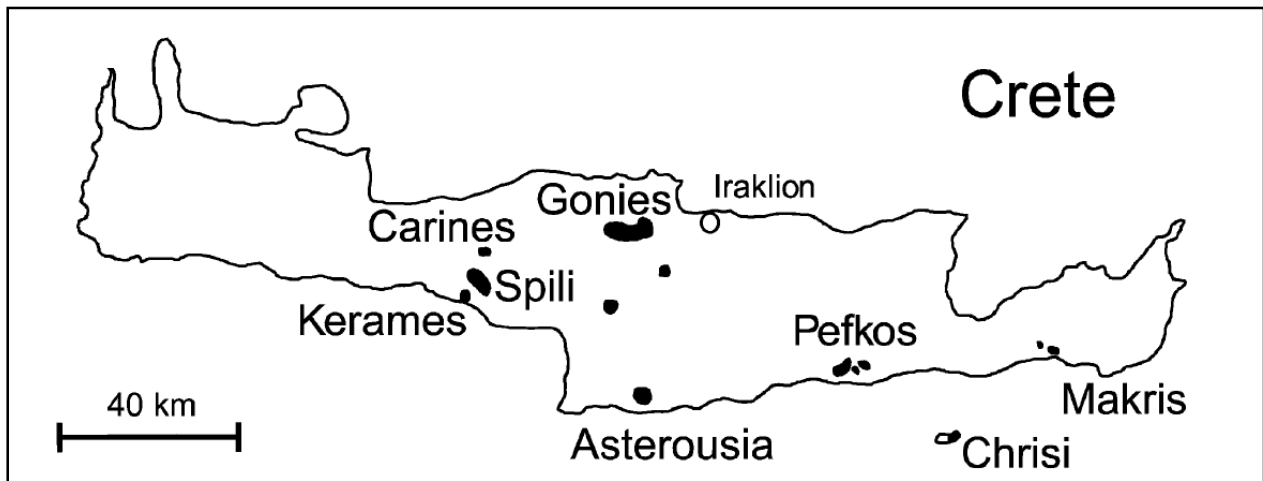 Crete
Iraklion
Gonies
Carines
Spili
Kerames
Pefkos
40 km
Makris
Asterousia
Chrisi